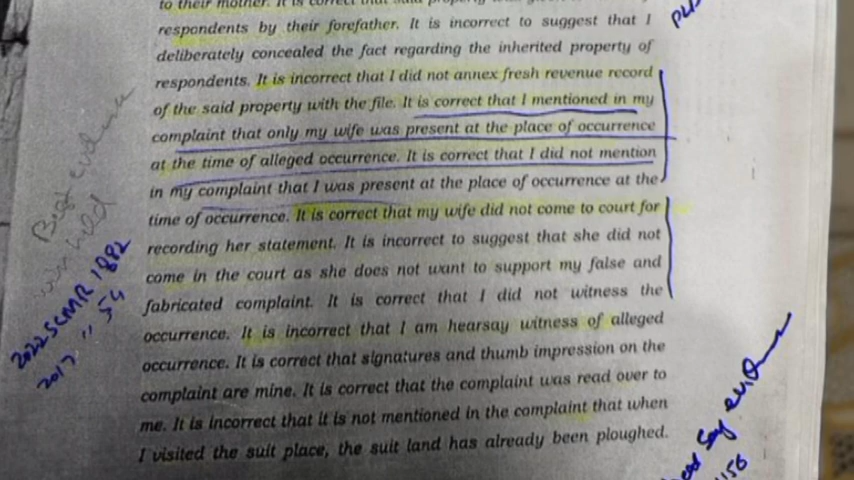 to their mother. It is correct that said
respondents by their forefather. It is incorrect to suggest that I
deliberately concealed the fact regarding the inherited property of
respondents. It is incorrect that I did not annex fresh revenue record
of the said property with the file. It is correct that I mentioned in my
complaint that only my wife was present at the place of occurrence
at the time of alleged occurrence. It is correct that I did not mention
in my complaint that I was present at the place of occurrence at the
time of occurrence. It is correct that my wife did not come to court for
recording her statement. It is incorrect to suggest that she did not
come in the court as she does not want to support my false and
fabricated complaint. It is correct that I did not witness the
occurrence. It is incorrect that I am hearsay witness of alleged
occurrence. It is correct that signatures and thumb impression on the
complaint are mine. It is correct that the complaint was read over to
me. It is incorrect that it is not mentioned in the complaint that when
I visited the suit place, the suit land has already been ploughed.
Best evidence
withheld
2022 SCMR 1882
2017 " 54
Say evidence